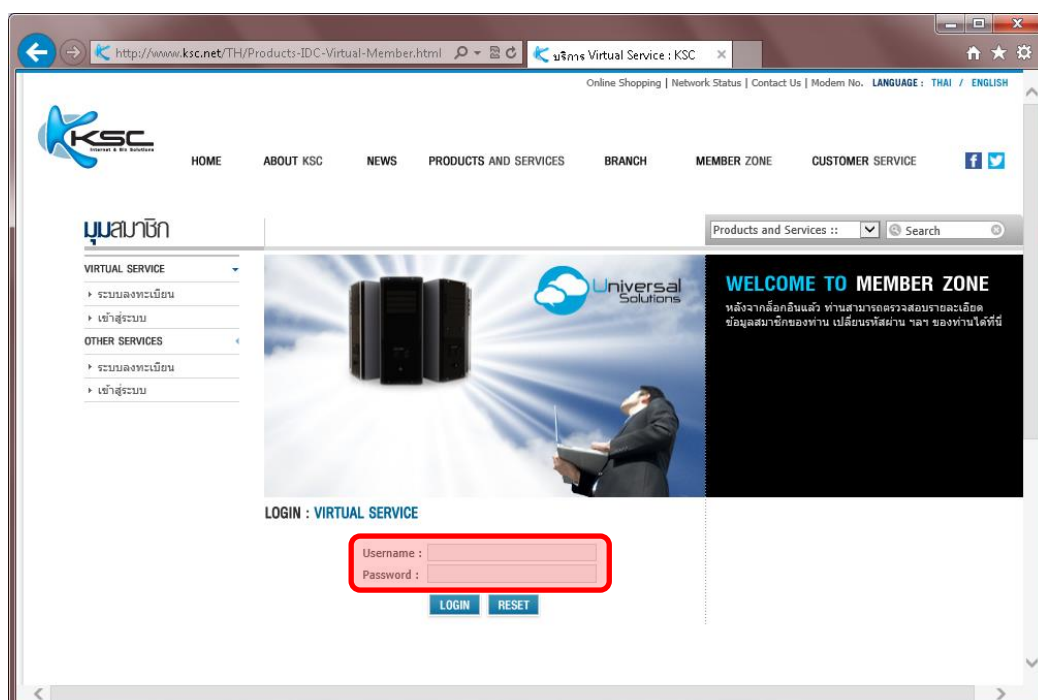 http://www.ksc.net/TH/Products-IDC-Virtual-Member.html
บริการ Virtual Service : KSC
Online Shopping | Network Status | Contact Us | Modem No. LANGUAGE : THAI / ENGLISH
KSC
Internet & Biz Solutions
HOME ABOUT KSC NEWS PRODUCTS AND SERVICES BRANCH MEMBER ZONE CUSTOMER SERVICE
มุมสมาชิก
Products and Services :: Search
VIRTUAL SERVICE
ระบบลงทะเบียน
เข้าสู่ระบบ
OTHER SERVICES
ระบบลงทะเบียน
เข้าสู่ระบบ
Universal
Solutions
WELCOME TO MEMBER ZONE
หลังจากล็อกอินแล้ว ท่านสามารถตรวจสอบรายละเอียด
ข้อมูลสมาชิกของท่าน เปลี่ยนรหัสผ่าน ฯลฯ ของท่านได้ที่นี่
LOGIN : VIRTUAL SERVICE
Username :
Password :
LOGIN RESET